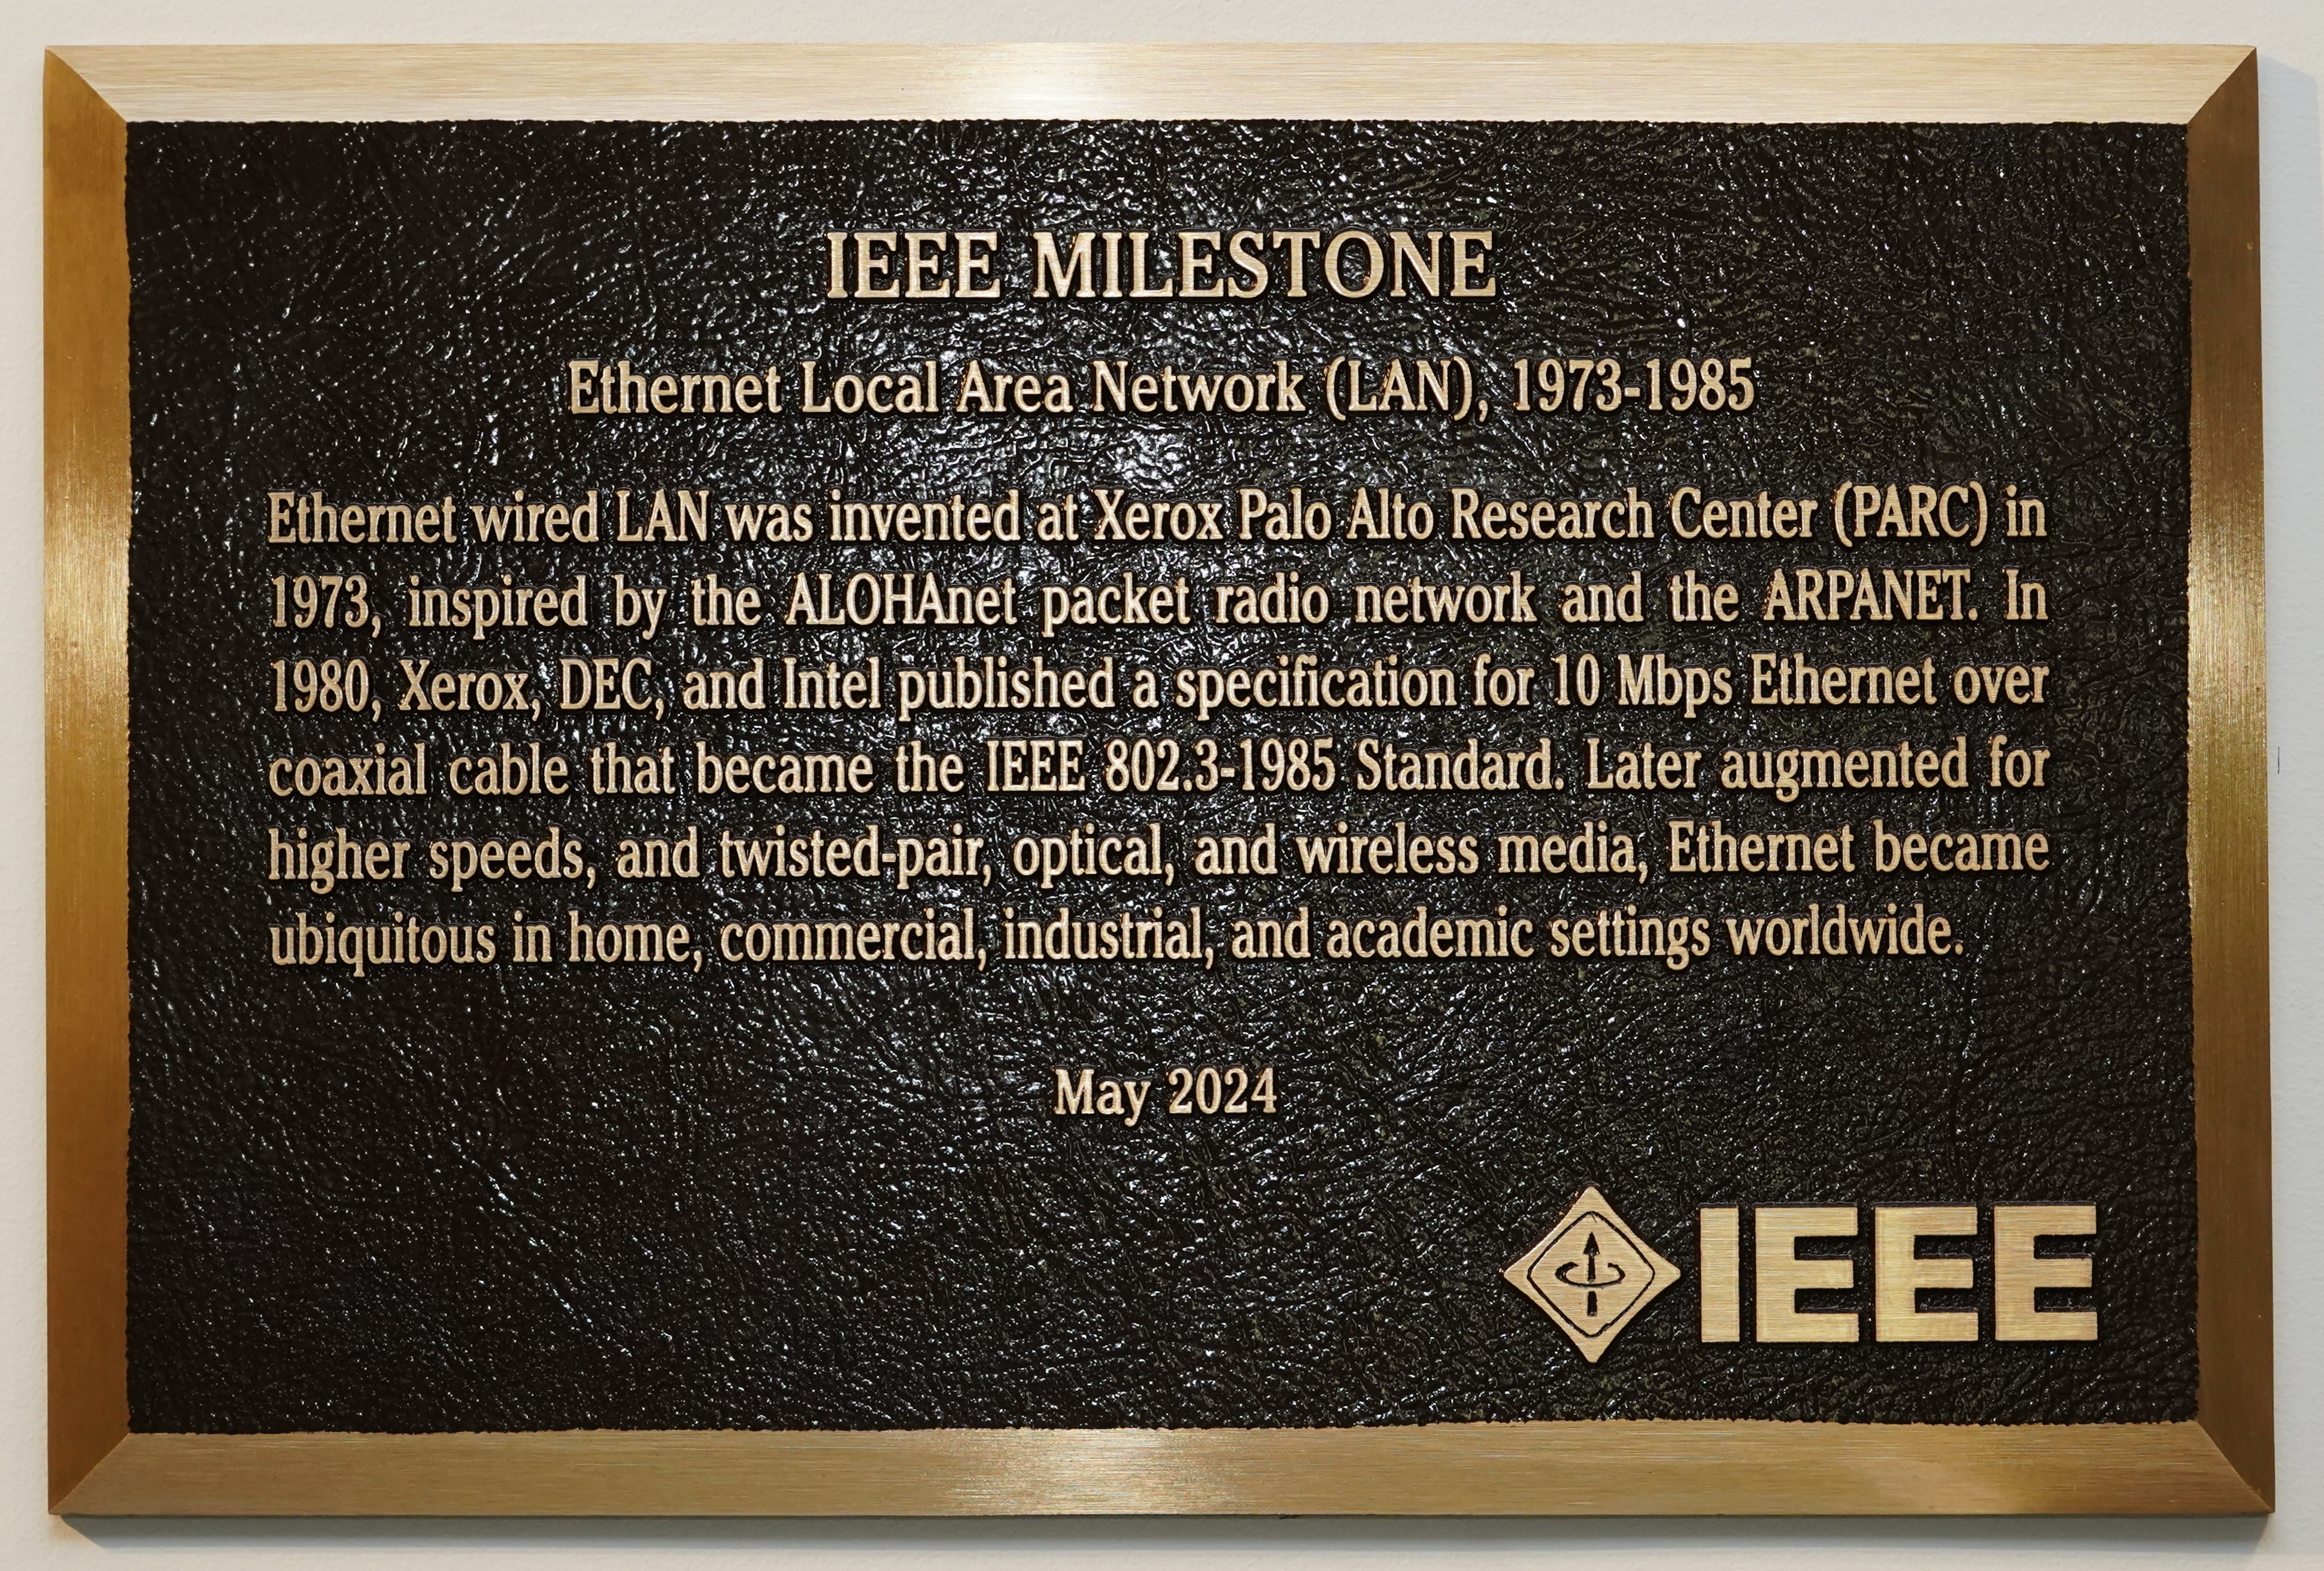 IEEE MILESTONE
Ethernet Local Area Network (LAN), 1973-1985
Ethernet wired LAN was invented at Xerox Palo Alto Research Center (PARC) in
1973, inspired by the ALOHAnet packet radio network and the ARPANET. In
1980, Xerox, DEC, and Intel published a specification for 10 Mbps Ethernet over
coaxial cable that became the IEEE 802.3-1985 Standard. Later augmented for
higher speeds, and twisted-pair, optical, and wireless media, Ethernet became
ubiquitous in home, commercial, industrial, and academic settings worldwide.
May 2024
IEEE